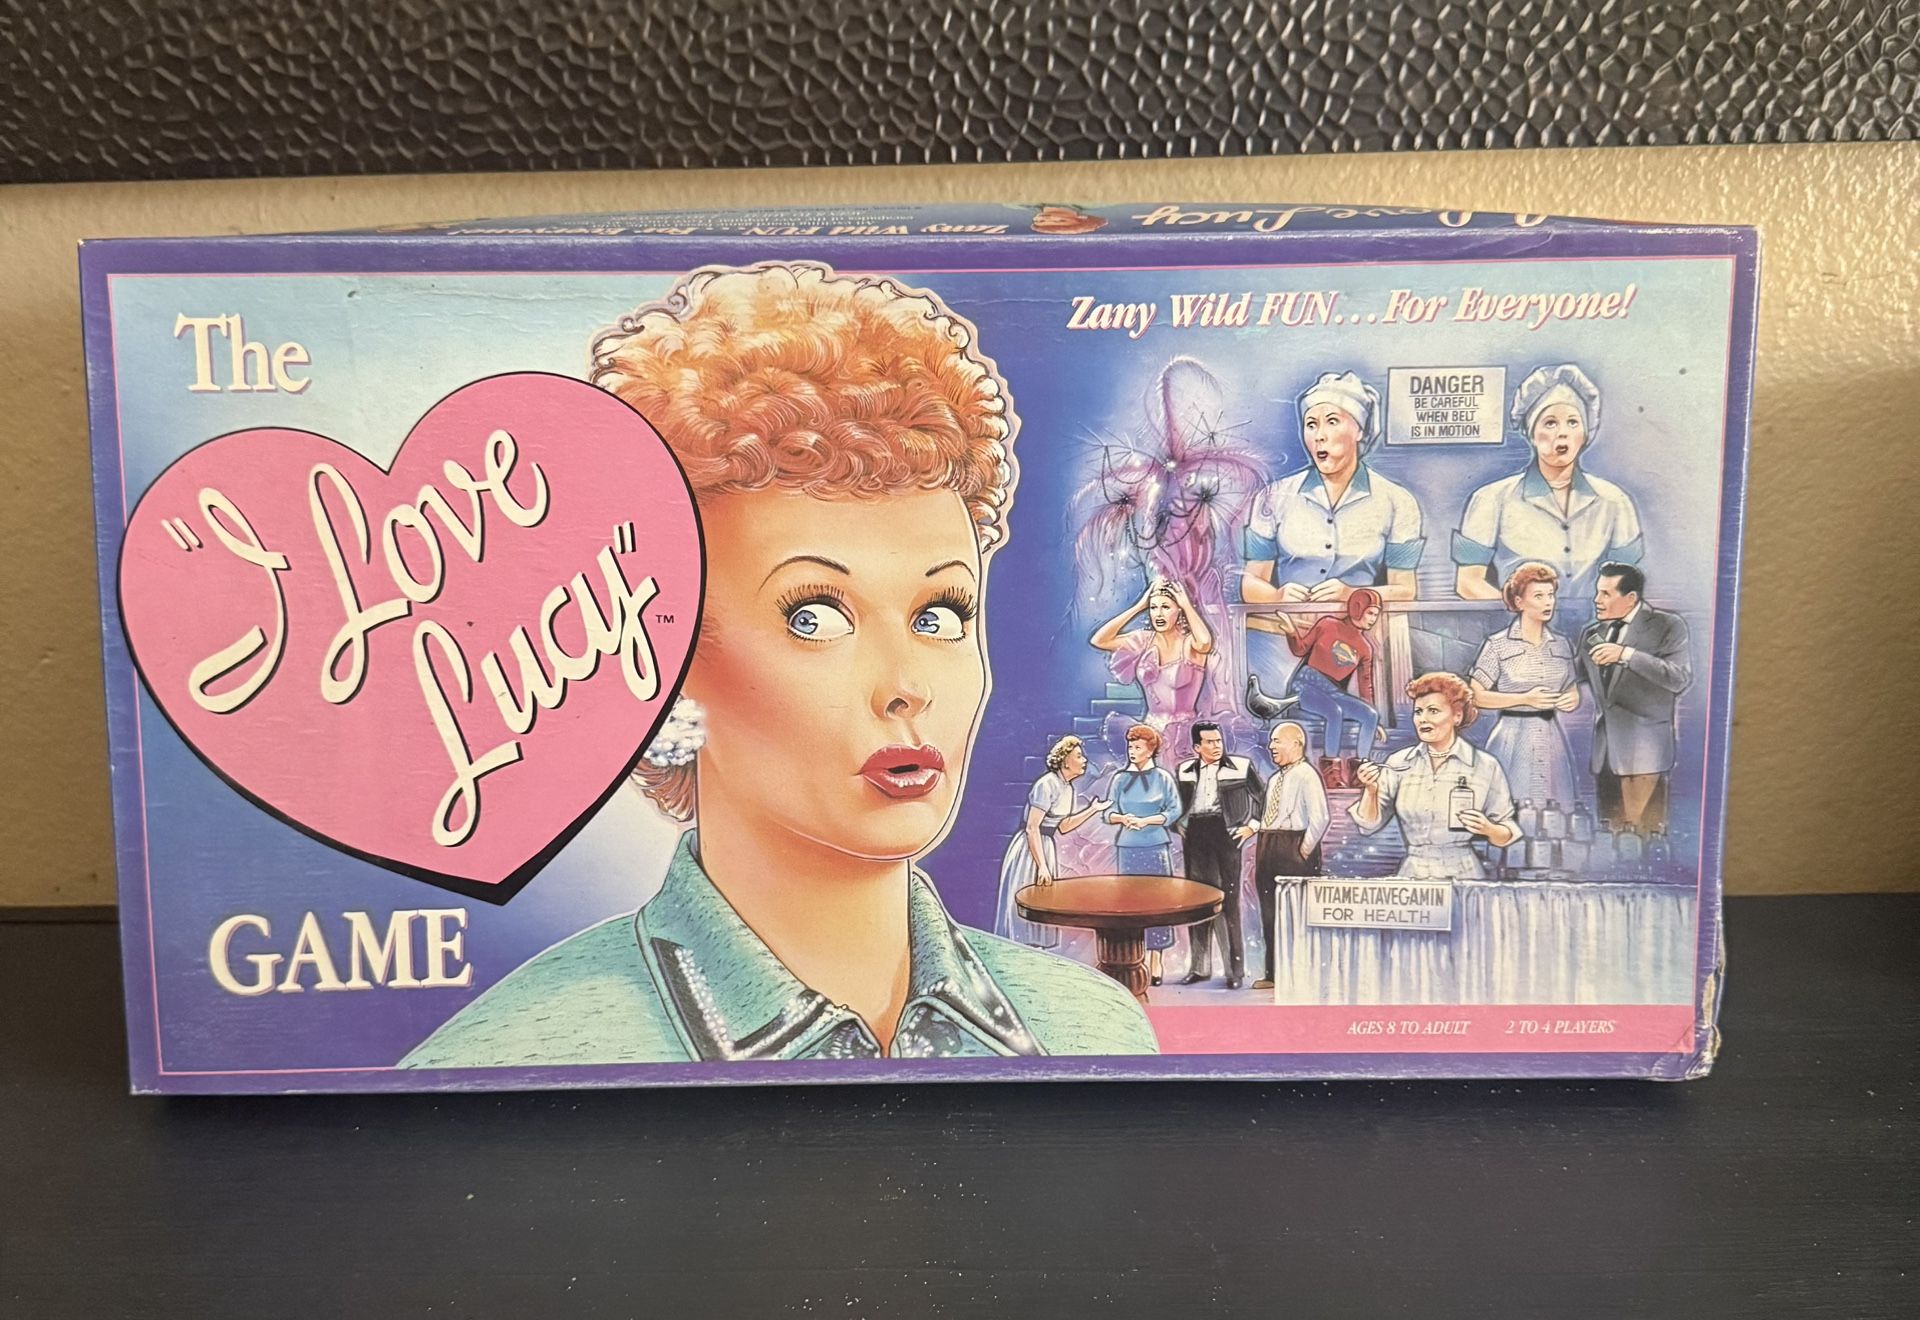 The
"I Love
Lucy"™
GAME
Zany Wild FUN...For Everyone!
DANGER
BE CAREFUL
WHEN BELT
IS IN MOTION
VITAMEATAVEGAMIN
FOR HEALTH
AGES 8 TO ADULT 2 TO 4 PLAYERS
Love Lucy
Zany Wild FUN... For Everyone!